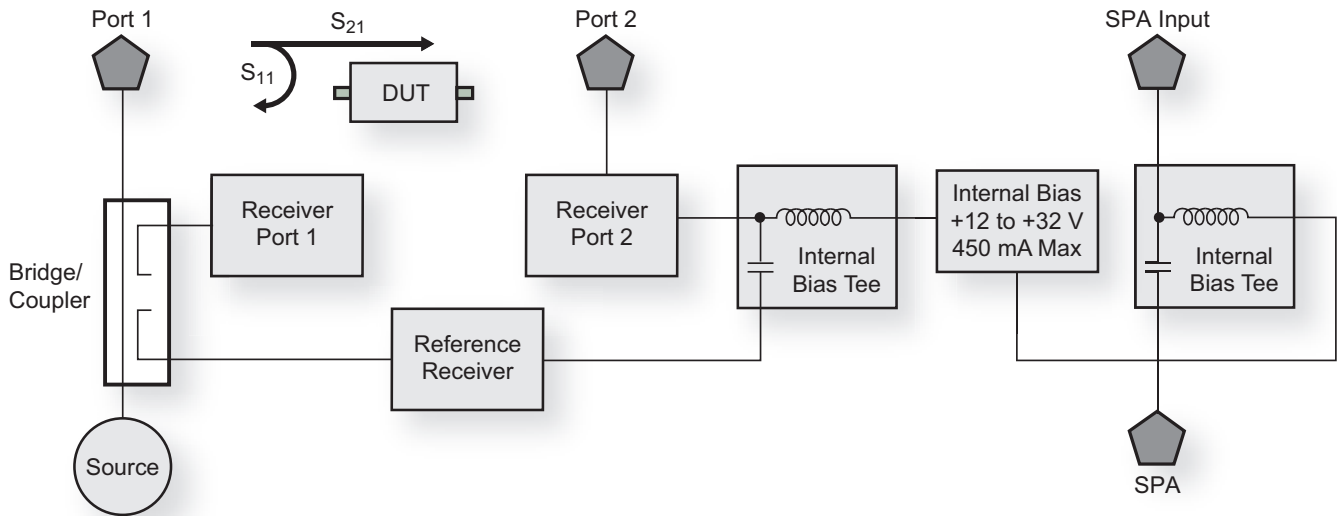 Port 1
S21
S11
DUT
Port 2
SPA Input
Receiver
Port 1
Receiver
Port 2
Internal
Bias Tee
Internal Bias
+12 to +32 V
450 mA Max
Internal
Bias Tee
Bridge/
Coupler
Reference
Receiver
Source
SPA